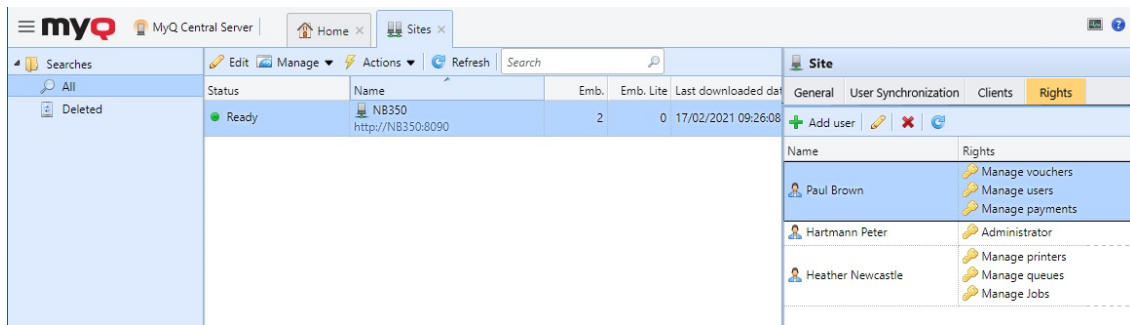 myQ MyQ Central Server Home × Sites × ?
Searches
All
Deleted
Edit Manage Actions Refresh Search
Status Name Emb. Emb. Lite Last downloaded dat
Ready NB350 2 0 17/02/2021 09:26:08
http://NB350:8090
Site
General User Synchronization Clients Rights
Add user
Name Rights
Paul Brown
Manage vouchers
Manage users
Manage payments
Hartmann Peter Administrator
Heather Newcastle
Manage printers
Manage queues
Manage Jobs